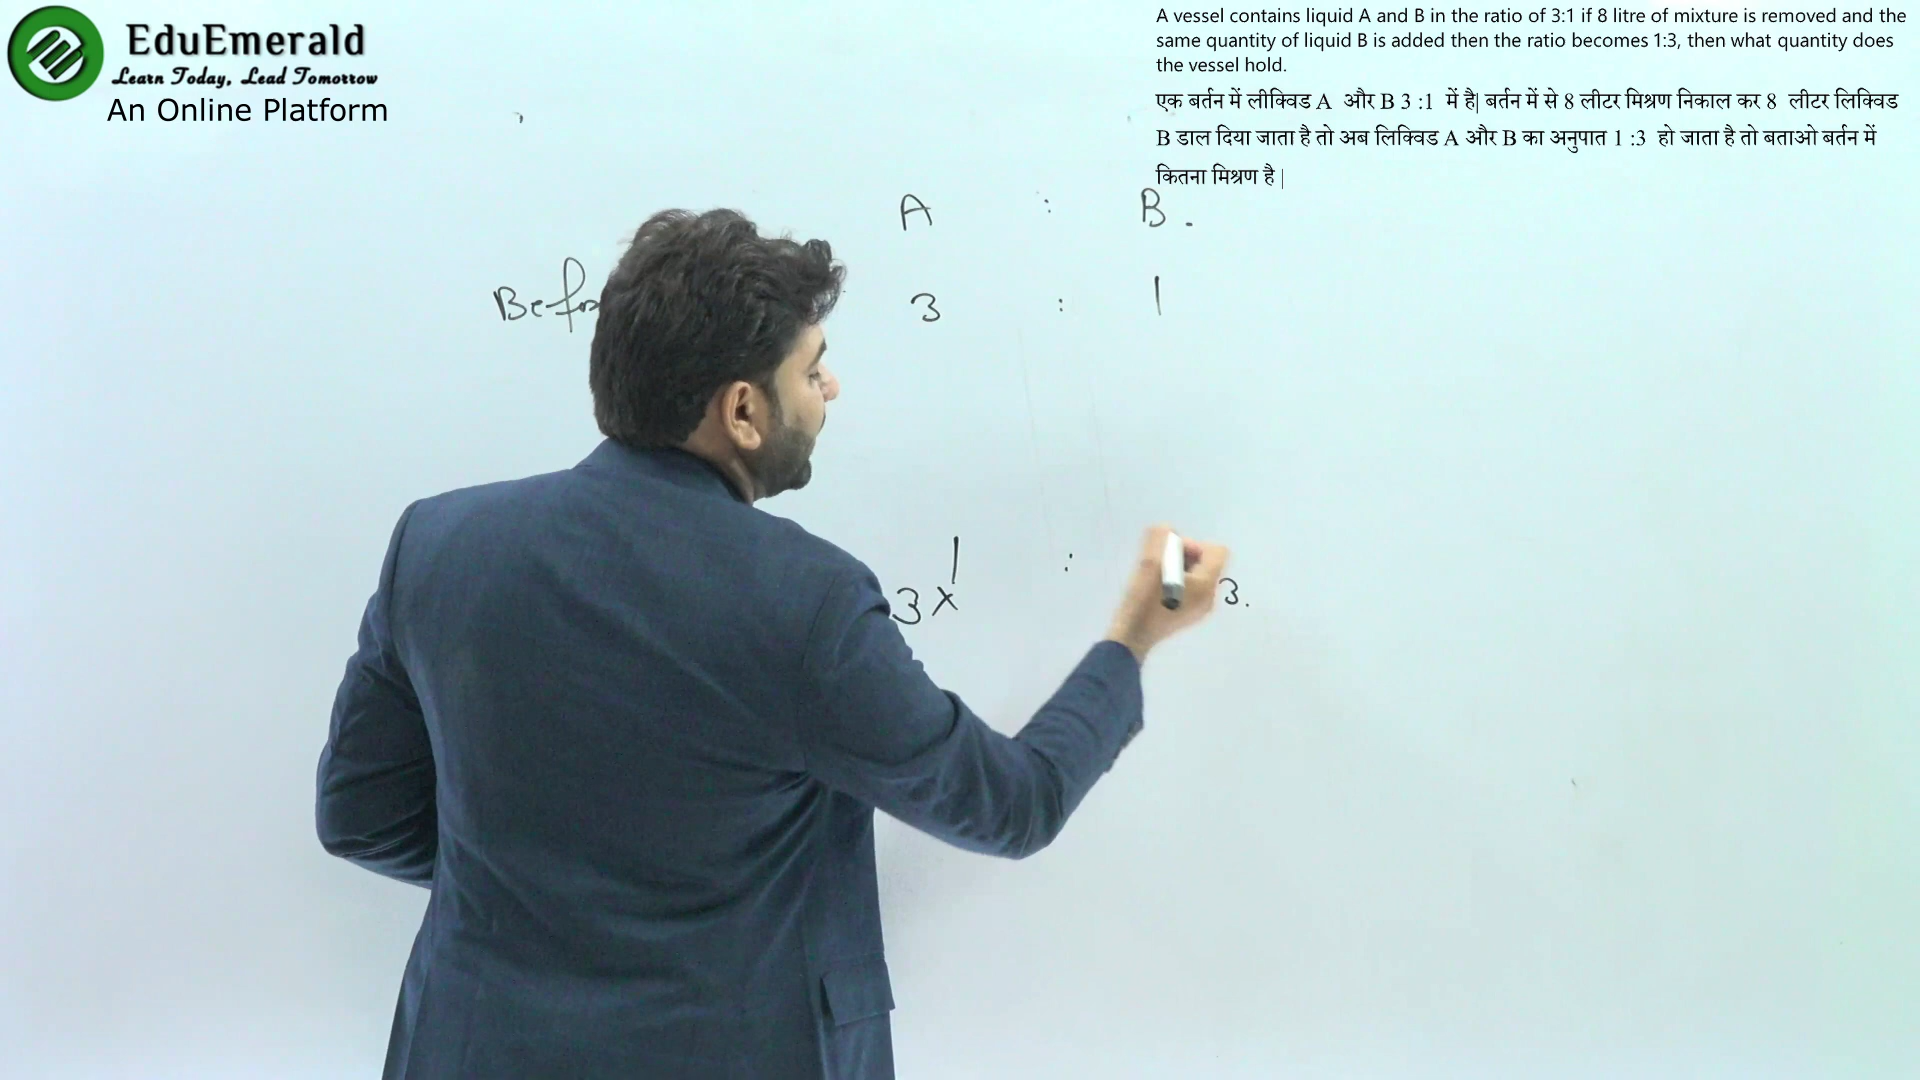 EduEmerald
Learn Today, Lead Tomorrow
An Online Platform
A vessel contains liquid A and B in the ratio of 3:1 if 8 litre of mixture is removed and the
same quantity of liquid B is added then the ratio becomes 1:3, then what quantity does
the vessel hold.
एक बर्तन में लीक्विड A और B 3 :1 में है| बर्तन में से 8 लीटर मिश्रण निकाल कर 8 लीटर लिक्विड
B डाल दिया जाता है तो अब लिक्विड A और B का अनुपात 1 :3 हो जाता है तो बताओ बर्तन में
कितना मिश्रण है |
A : B.
3 : 1
1 :
3x 3.